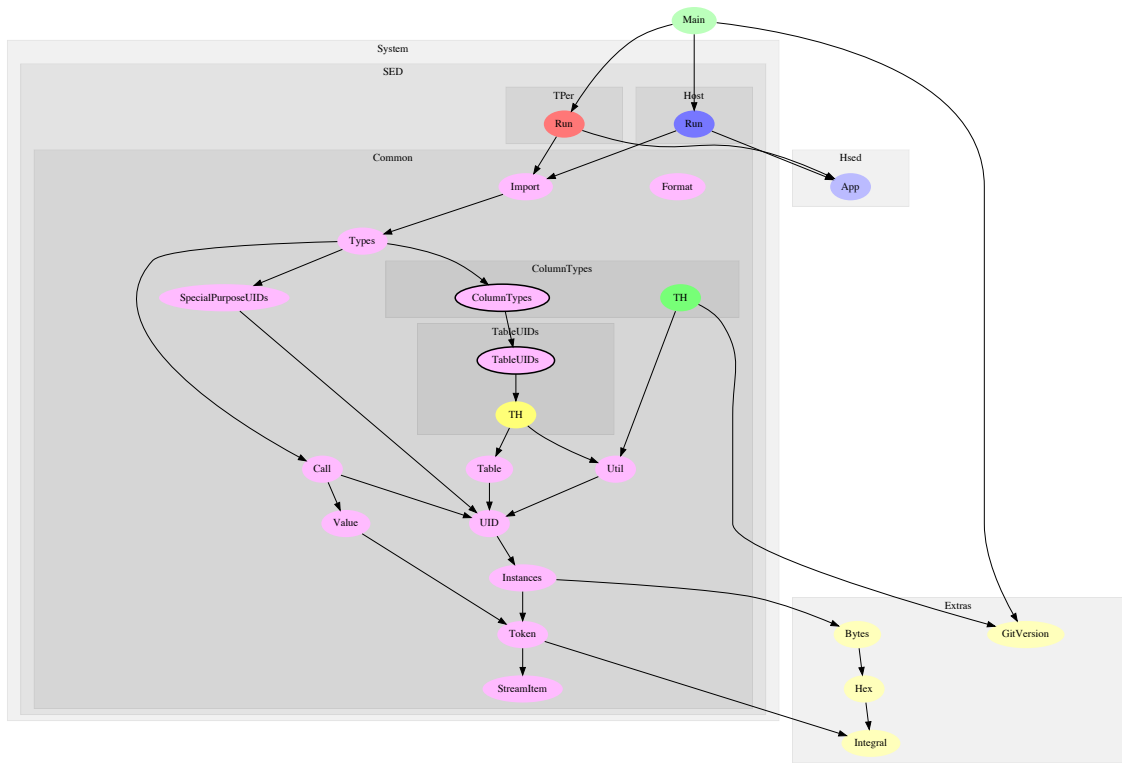 Main
System
SED
TPer
Host
Run
Run
Common
Hsed
Import
Format
App
Types
ColumnTypes
SpecialPurposeUIDs
ColumnTypes
TH
TableUIDs
TableUIDs
TH
Call
Table
Util
Value
UID
Instances
Extras
Token
Bytes
GitVersion
StreamItem
Hex
Integral